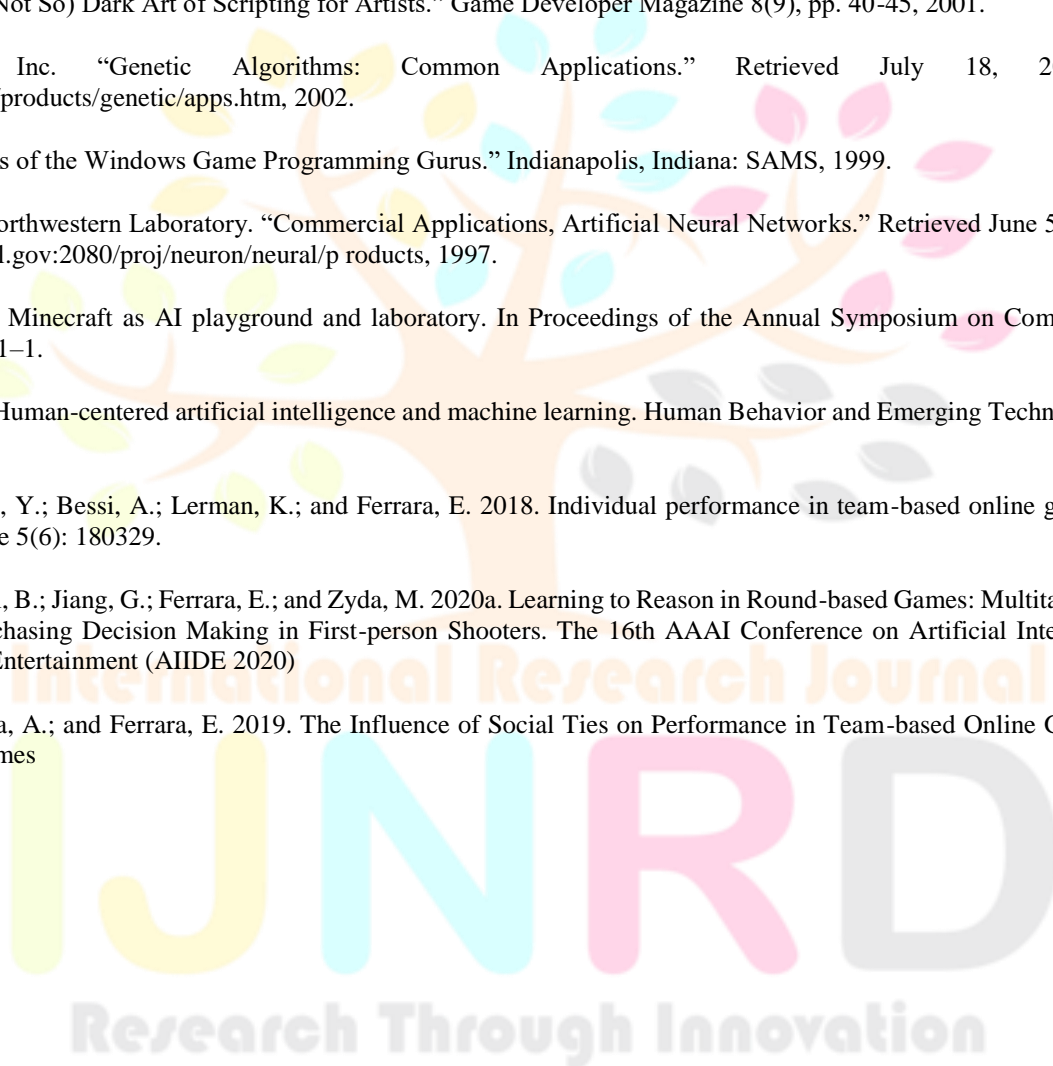 Not So) Dark Art of Scripting for Artists.” Game Developer Magazine 8(9), pp. 40-45, 2001.
Inc. “Genetic Algorithms: Common Applications.” Retrieved July 18, 20
/products/genetic/apps.htm, 2002.
s of the Windows Game Programming Gurus.” Indianapolis, Indiana: SAMS, 1999.
orthwestern Laboratory. “Commercial Applications, Artificial Neural Networks.” Retrieved June 5
l.gov:2080/proj/neuron/neural/p roducts, 1997.
Minecraft as AI playground and laboratory. In Proceedings of the Annual Symposium on Com
1–1.
Human-centered artificial intelligence and machine learning. Human Behavior and Emerging Techn
, Y.; Bessi, A.; Lerman, K.; and Ferrara, E. 2018. Individual performance in team-based online g
e 5(6): 180329.
, B.; Jiang, G.; Ferrara, E.; and Zyda, M. 2020a. Learning to Reason in Round-based Games: Multita
chasing Decision Making in First-person Shooters. The 16th AAAI Conference on Artificial Inte
Entertainment (AIIDE 2020)
International Research Journal
a, A.; and Ferrara, E. 2019. The Influence of Social Ties on Performance in Team-based Online G
mes
IJNRD
Research Through Innovation